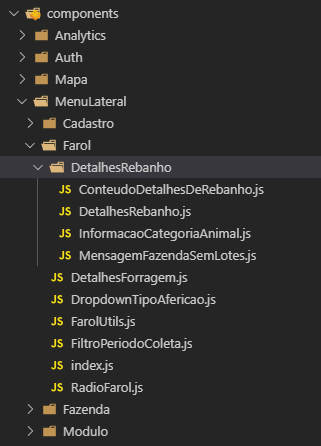 components
Analytics
Auth
Mapa
MenuLateral
Cadastro
Farol
DetalhesRebanho
JS ConteudoDetalhesDeRebanho.js
JS DetalhesRebanho.js
JS InformacaoCategoriaAnimal.js
JS MensagemFazendaSemLotes.js
JS DetalhesForragem.js
JS DropdownTipoAfericao.js
JS FarolUtils.js
JS FiltroPeriodoColeta.js
JS index.js
JS RadioFarol.js
Fazenda
Modulo